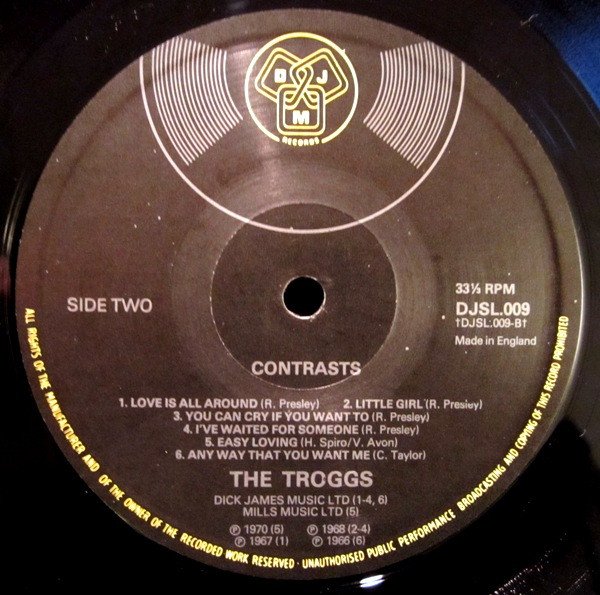 D J M
RECORDS
SIDE TWO
33⅓ RPM
DJSL.009
†DJSL.009-B†
Made in England
CONTRASTS
1. LOVE IS ALL AROUND (R. Presley) 2. LITTLE GIRL (R. Presley)
3. YOU CAN CRY IF YOU WANT TO (R. Presley)
4. I'VE WAITED FOR SOMEONE (R. Presley)
5. EASY LOVING (H. Spiro/V. Avon)
6. ANY WAY THAT YOU WANT ME (C. Taylor)
THE TROGGS
DICK JAMES MUSIC LTD (1-4, 6)
MILLS MUSIC LTD (5)
Ⓟ 1970 (5) Ⓟ 1968 (2-4)
Ⓟ 1967 (1) Ⓟ 1966 (6)
ALL RIGHTS OF THE MANUFACTURER AND OF THE OWNER OF THE RECORDED WORK RESERVED · UNAUTHORISED PUBLIC PERFORMANCE BROADCASTING AND COPYING OF THIS RECORD PROHIBITED